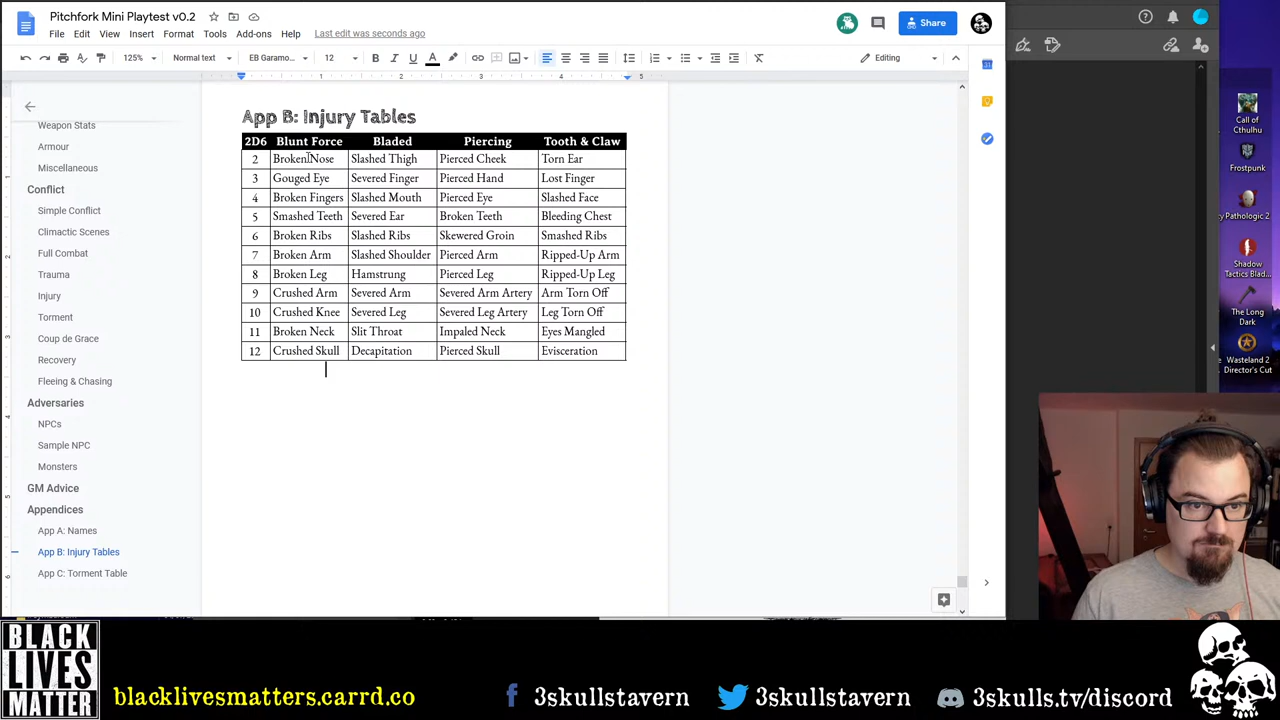 Pitchfork Mini Playtest v0.2
File Edit View Insert Format Tools Add-ons Help Last edit was seconds ago
Share
125% Normal text EB Garamo... 12 B I U A Editing
1 2 3 4 5
Weapon Stats
Armour
Miscellaneous
Conflict
Simple Conflict
Climactic Scenes
Full Combat
Trauma
Injury
Torment
Coup de Grace
Recovery
Fleeing & Chasing
Adversaries
NPCs
Sample NPC
Monsters
GM Advice
Appendices
App A: Names
App B: Injury Tables
App C: Torment Table
App B: Injury Tables
2D6 Blunt Force Bladed Piercing Tooth & Claw
2 Broken Nose Slashed Thigh Pierced Cheek Torn Ear
3 Gouged Eye Severed Finger Pierced Hand Lost Finger
4 Broken Fingers Slashed Mouth Pierced Eye Slashed Face
5 Smashed Teeth Severed Ear Broken Teeth Bleeding Chest
6 Broken Ribs Slashed Ribs Skewered Groin Smashed Ribs
7 Broken Arm Slashed Shoulder Pierced Arm Ripped-Up Arm
8 Broken Leg Hamstrung Pierced Leg Ripped-Up Leg
9 Crushed Arm Severed Arm Severed Arm Artery Arm Torn Off
10 Crushed Knee Severed Leg Severed Leg Artery Leg Torn Off
11 Broken Neck Slit Throat Impaled Neck Eyes Mangled
12 Crushed Skull Decapitation Pierced Skull Evisceration
Call of
Cthulhu
Frostpunk
Pathologic 2
Shadow
Tactics Blad...
The Long
Dark
Wasteland 2
Director's Cut
BLACK
LIVES
MATTER
blacklivesmatters.carrd.co
3skullstavern
3skullstavern
3skulls.tv/discord